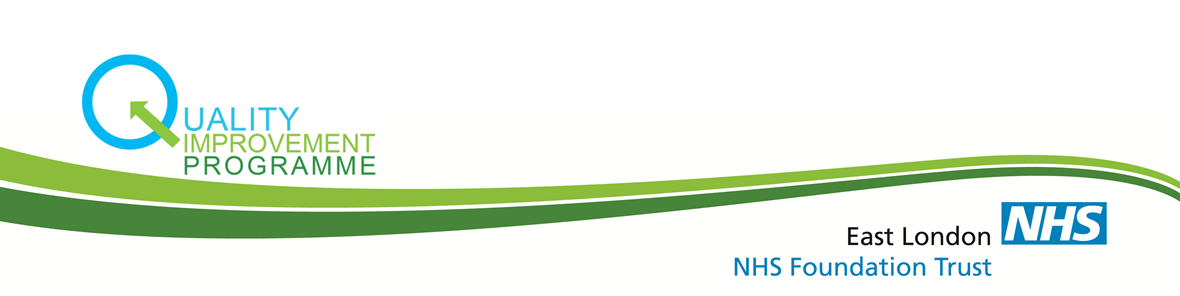 QUALITY
IMPROVEMENT
PROGRAMME
East London NHS
NHS Foundation Trust